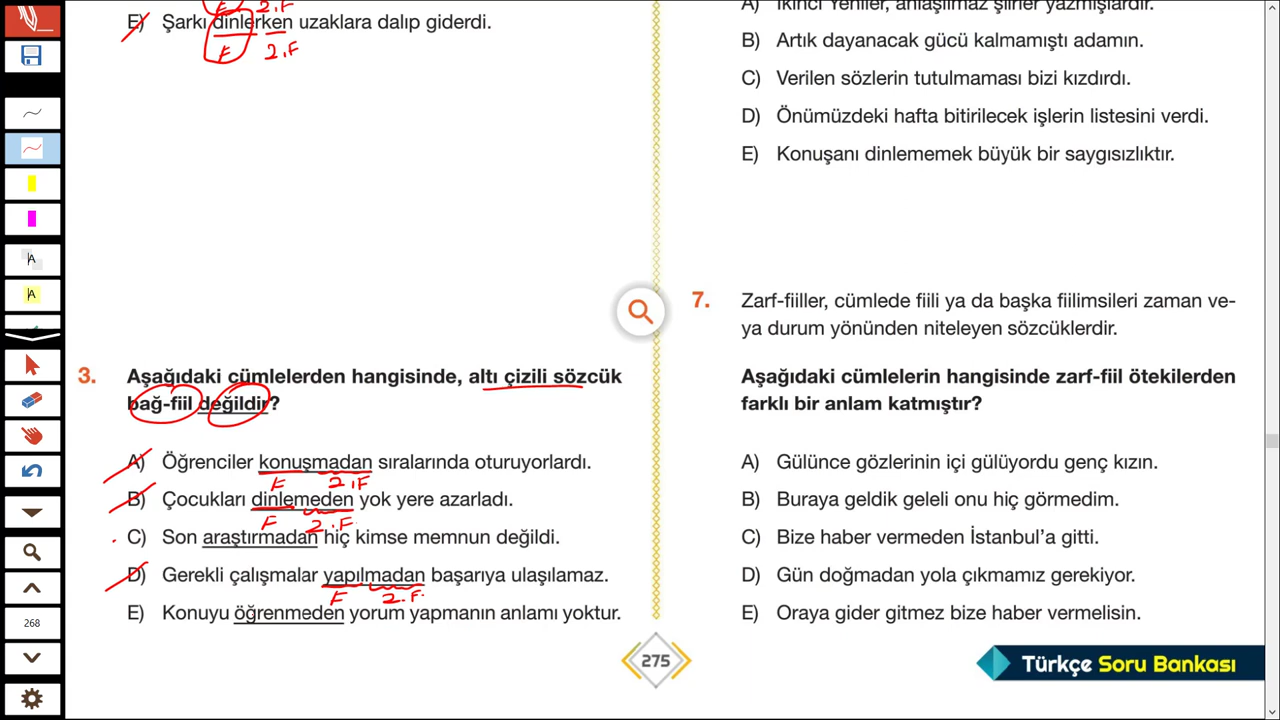 F 2.F
E) Şarkı dinlerken uzaklara dalıp giderdi.
F 2.F
3. Aşağıdaki cümlelerden hangisinde, altı çizili sözcük
bağ-fiil değildir?
A) Öğrenciler konuşmadan sıralarında oturuyorlardı.
F 2.F
B) Çocukları dinlemeden yok yere azarladı.
F 2.F
C) Son araştırmadan hiç kimse memnun değildi.
D) Gerekli çalışmalar yapılmadan başarıya ulaşılamaz.
F 2.F
E) Konuyu öğrenmeden yorum yapmanın anlamı yoktur.
A) İkinci Yeniler, anlaşılmaz şiirler yazmışlardır.
B) Artık dayanacak gücü kalmamıştı adamın.
C) Verilen sözlerin tutulmaması bizi kızdırdı.
D) Önümüzdeki hafta bitirilecek işlerin listesini verdi.
E) Konuşanı dinlememek büyük bir saygısızlıktır.
7. Zarf-fiiller, cümlede fiili ya da başka fiilimsileri zaman ve-
ya durum yönünden niteleyen sözcüklerdir.
Aşağıdaki cümlelerin hangisinde zarf-fiil ötekilerden
farklı bir anlam katmıştır?
A) Gülünce gözlerinin içi gülüyordu genç kızın.
B) Buraya geldik geleli onu hiç görmedim.
C) Bize haber vermeden İstanbul'a gitti.
D) Gün doğmadan yola çıkmamız gerekiyor.
E) Oraya gider gitmez bize haber vermelisin.
275
Türkçe Soru Bankası
A
A
268